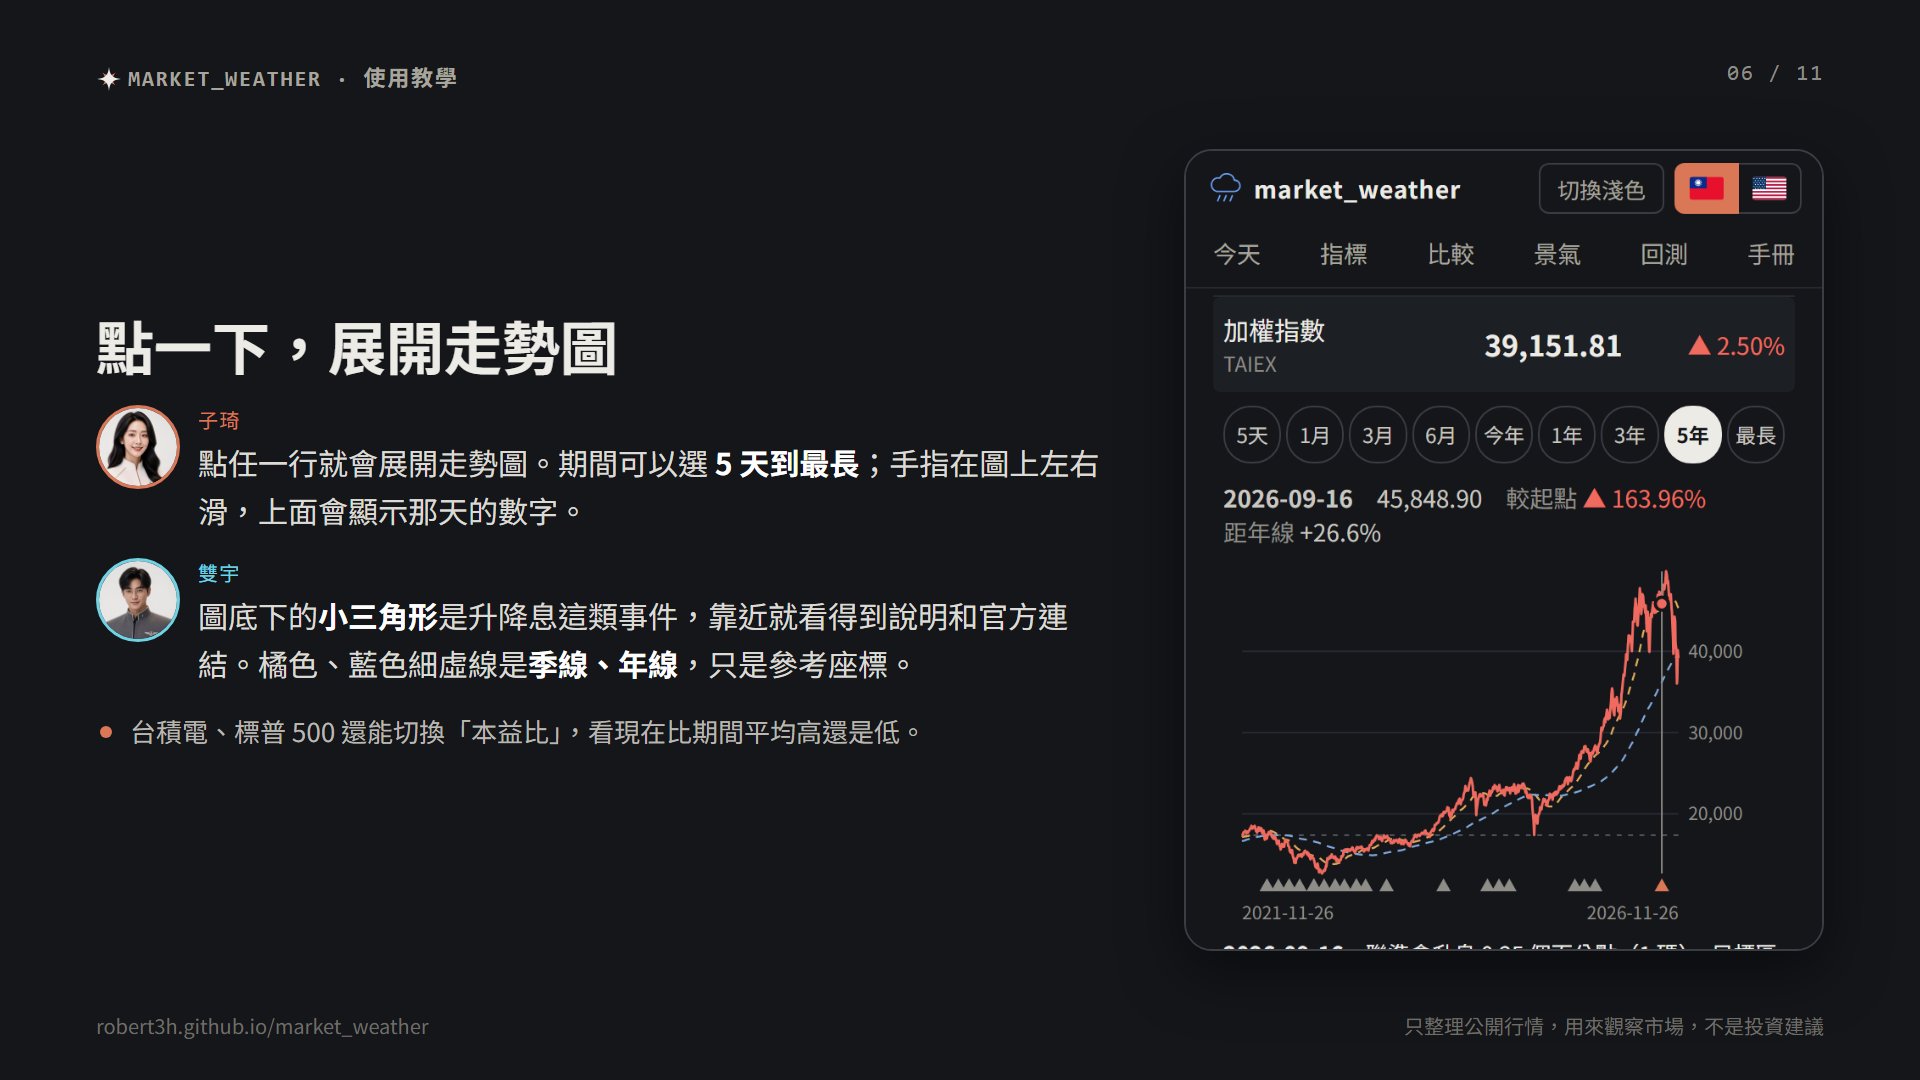 MARKET_WEATHER · 使用教學
06 / 11
點一下，展開走勢圖
子琦
點任一行就會展開走勢圖。期間可以選 5 天到最長；手指在圖上左右
滑，上面會顯示那天的數字。
雙宇
圖底下的小三角形是升降息這類事件，靠近就看得到說明和官方連
結。橘色、藍色細虛線是季線、年線，只是參考座標。
台積電、標普 500 還能切換「本益比」，看現在比期間平均高還是低。
market_weather
切換淺色
今天 指標 比較 景氣 回測 手冊
加權指數
TAIEX
39,151.81
▲ 2.50%
5天 1月 3月 6月 今年 1年 3年 5年 最長
2026-09-16 45,848.90 較起點 ▲ 163.96%
距年線 +26.6%
40,000
30,000
20,000
2021-11-26
2026-11-26
robert3h.github.io/market_weather
只整理公開行情，用來觀察市場，不是投資建議